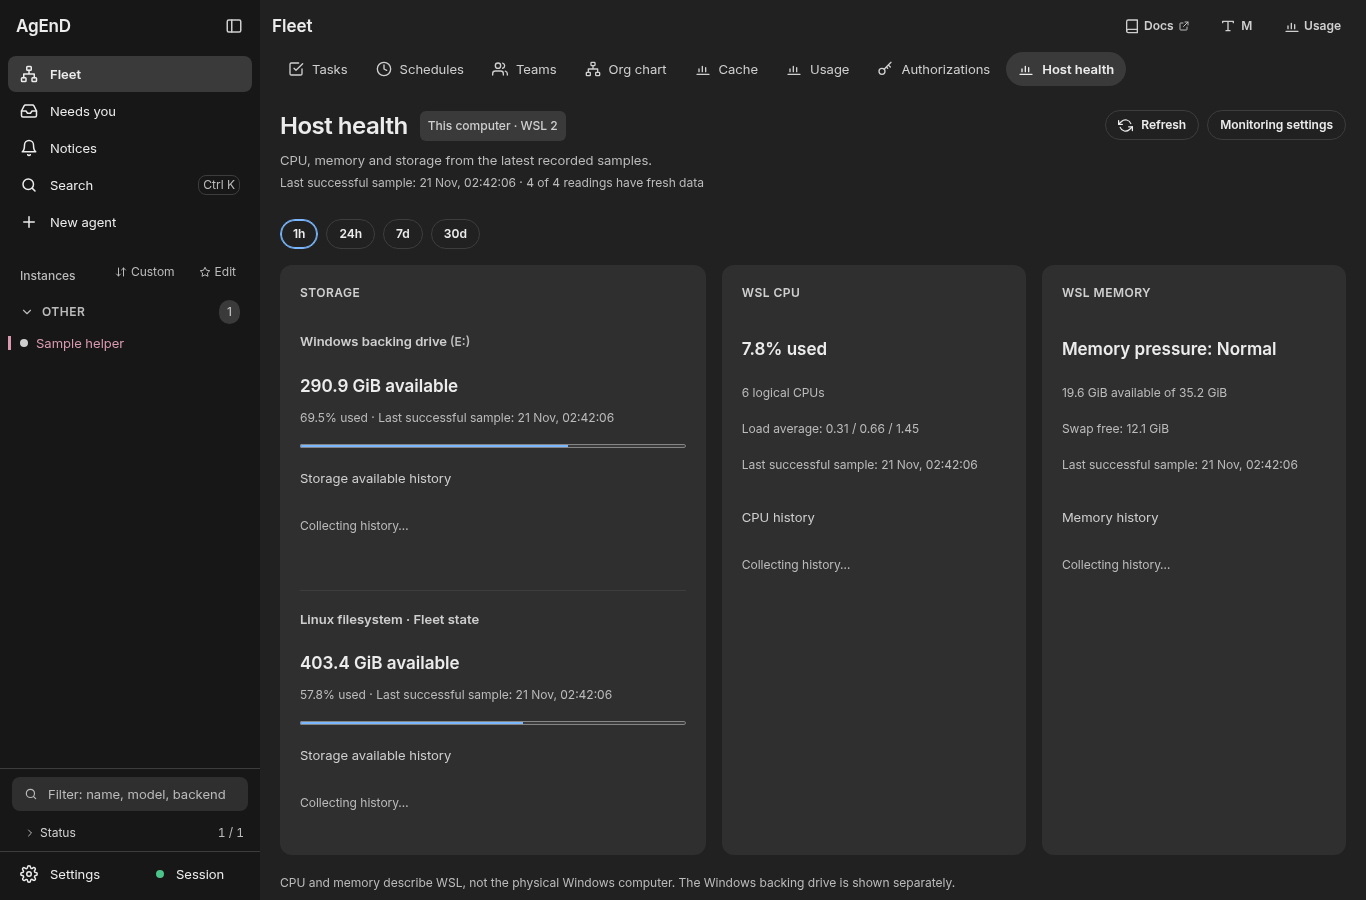 AgEnD
Fleet
Needs you
Notices
Search Ctrl K
New agent
Instances Custom Edit
OTHER 1
Sample helper
Filter: name, model, backend
Status 1 / 1
Settings Session
Fleet Docs M Usage
Tasks Schedules Teams Org chart Cache Usage Authorizations Host health
Host health This computer · WSL 2 Refresh Monitoring settings
CPU, memory and storage from the latest recorded samples.
Last successful sample: 21 Nov, 02:42:06 · 4 of 4 readings have fresh data
1h 24h 7d 30d
STORAGE
Windows backing drive (E:)
290.9 GiB available
69.5% used · Last successful sample: 21 Nov, 02:42:06
Storage available history
Collecting history...
Linux filesystem · Fleet state
403.4 GiB available
57.8% used · Last successful sample: 21 Nov, 02:42:06
Storage available history
Collecting history...
WSL CPU
7.8% used
6 logical CPUs
Load average: 0.31 / 0.66 / 1.45
Last successful sample: 21 Nov, 02:42:06
CPU history
Collecting history...
WSL MEMORY
Memory pressure: Normal
19.6 GiB available of 35.2 GiB
Swap free: 12.1 GiB
Last successful sample: 21 Nov, 02:42:06
Memory history
Collecting history...
CPU and memory describe WSL, not the physical Windows computer. The Windows backing drive is shown separately.